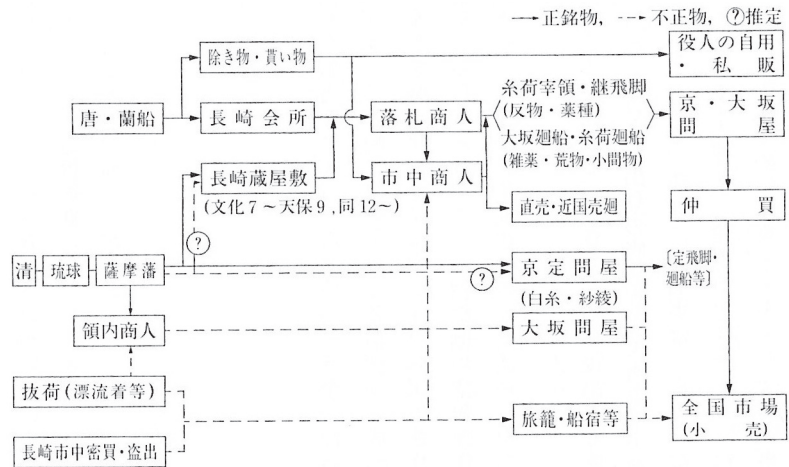 →正銘物, --→不正物, ?推定
除き物・貰い物
役人の自用
・私販
唐・蘭船
長崎会所
落札商人
糸荷宰領・継飛脚
(反物・薬種)
大坂廻船・糸荷廻船
(雑薬・荒物・小間物)
京・大坂
問屋
長崎蔵屋敷
(文化7～天保9,同12～)
市中商人
直売・近国売廻
仲買
?
清
琉球
薩摩藩
?
京定問屋
(白糸・紗綾)
〔定飛脚・
廻船等〕
領内商人
大坂問屋
抜荷(漂流着等)
旅籠・船宿等
全国市場
(小売)
長崎市中密買・盗出